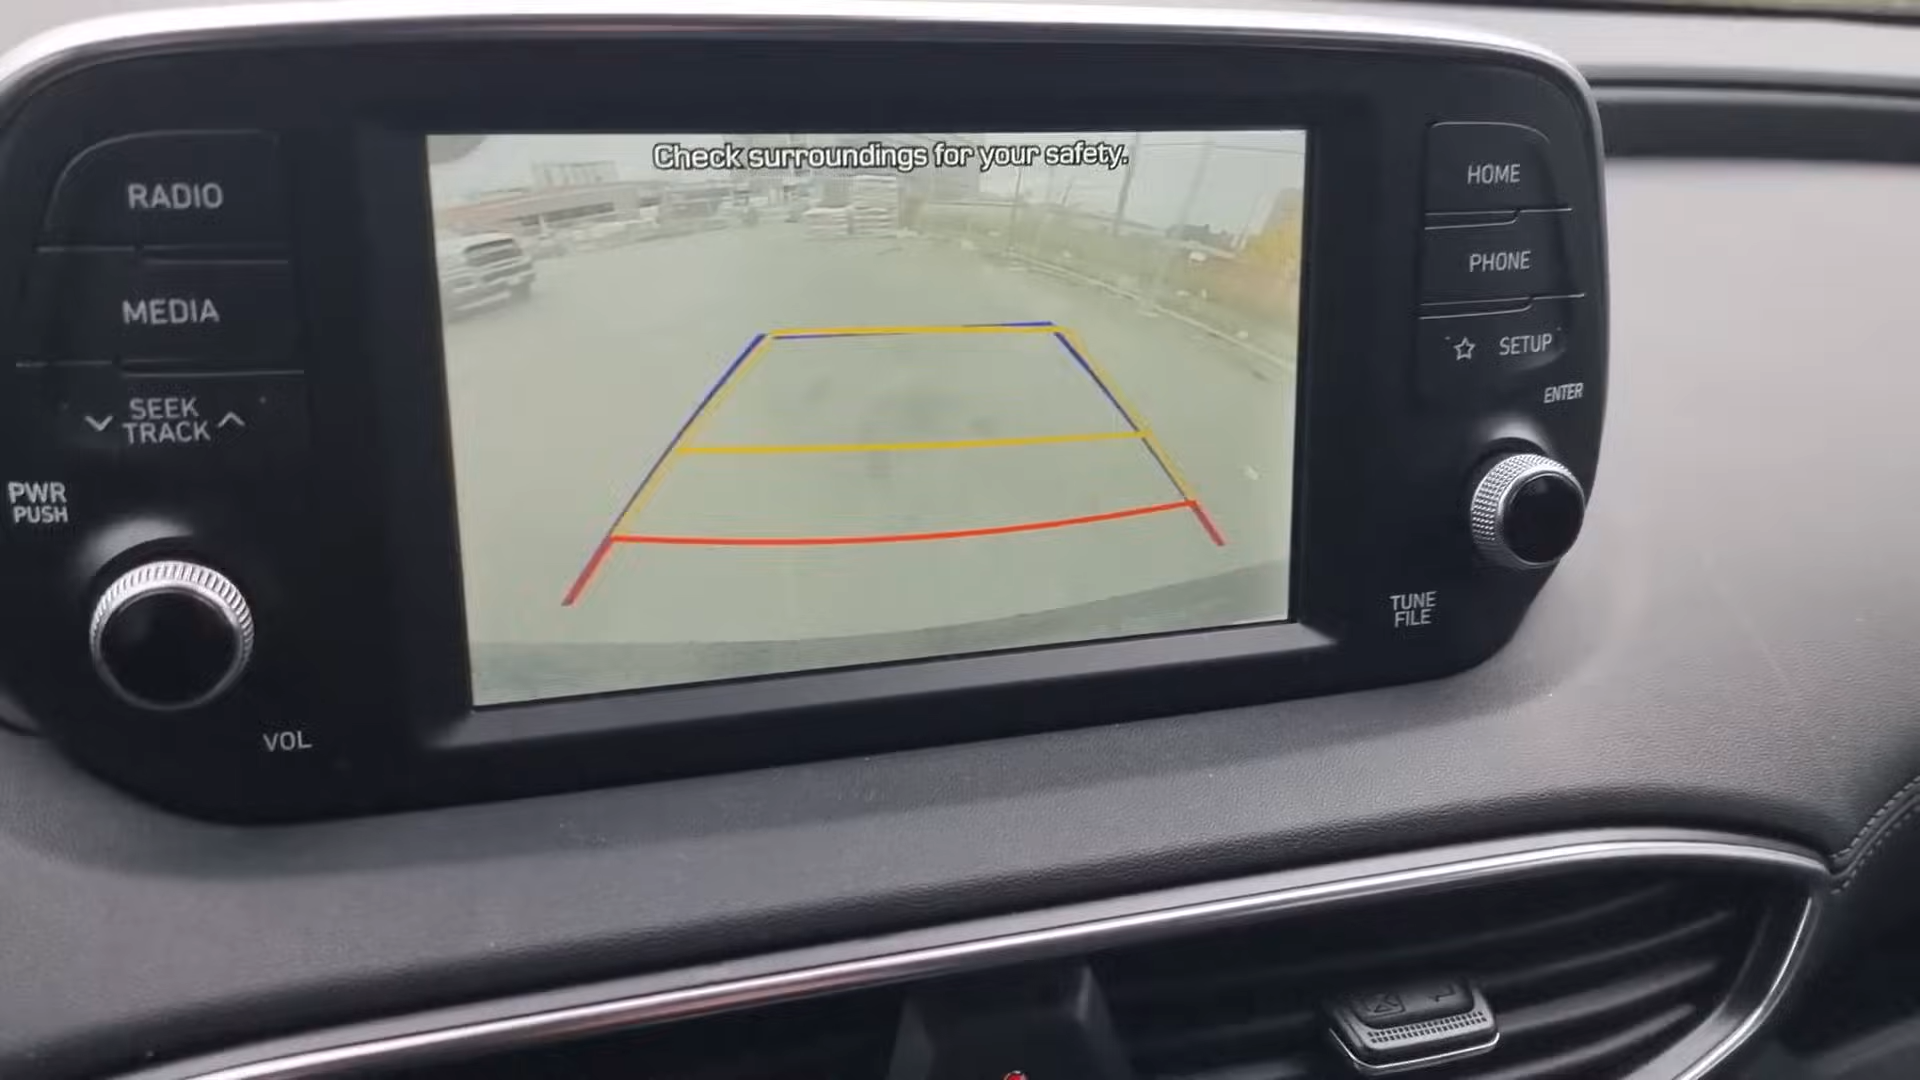 Check surroundings for your safety.
RADIO
MEDIA
SEEK
TRACK
PWR
PUSH
VOL
HOME
PHONE
SETUP
ENTER
TUNE
FILE